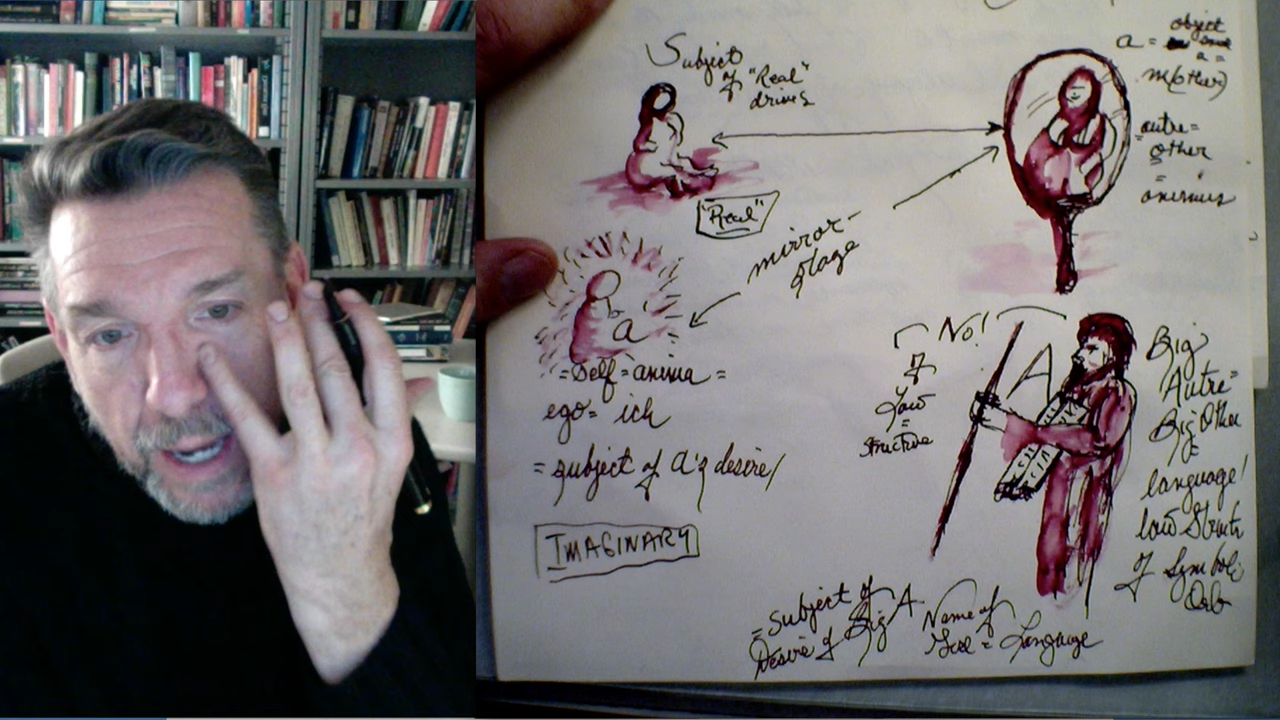 Subject
of "Real"
drives
"Real"
mirror-
stage
a = object
a =
m(other)
= autre =
other
=
animus
a
= Self = anima =
ego = ich
= subject of A's desire/
IMAGINARY
No!
of
Law
=
structure
A
Big
Autre =
Big Other
=
language/
law Struct
of Symbolic
Orb
= Subject of
Desire of Big A
Name of
= Language